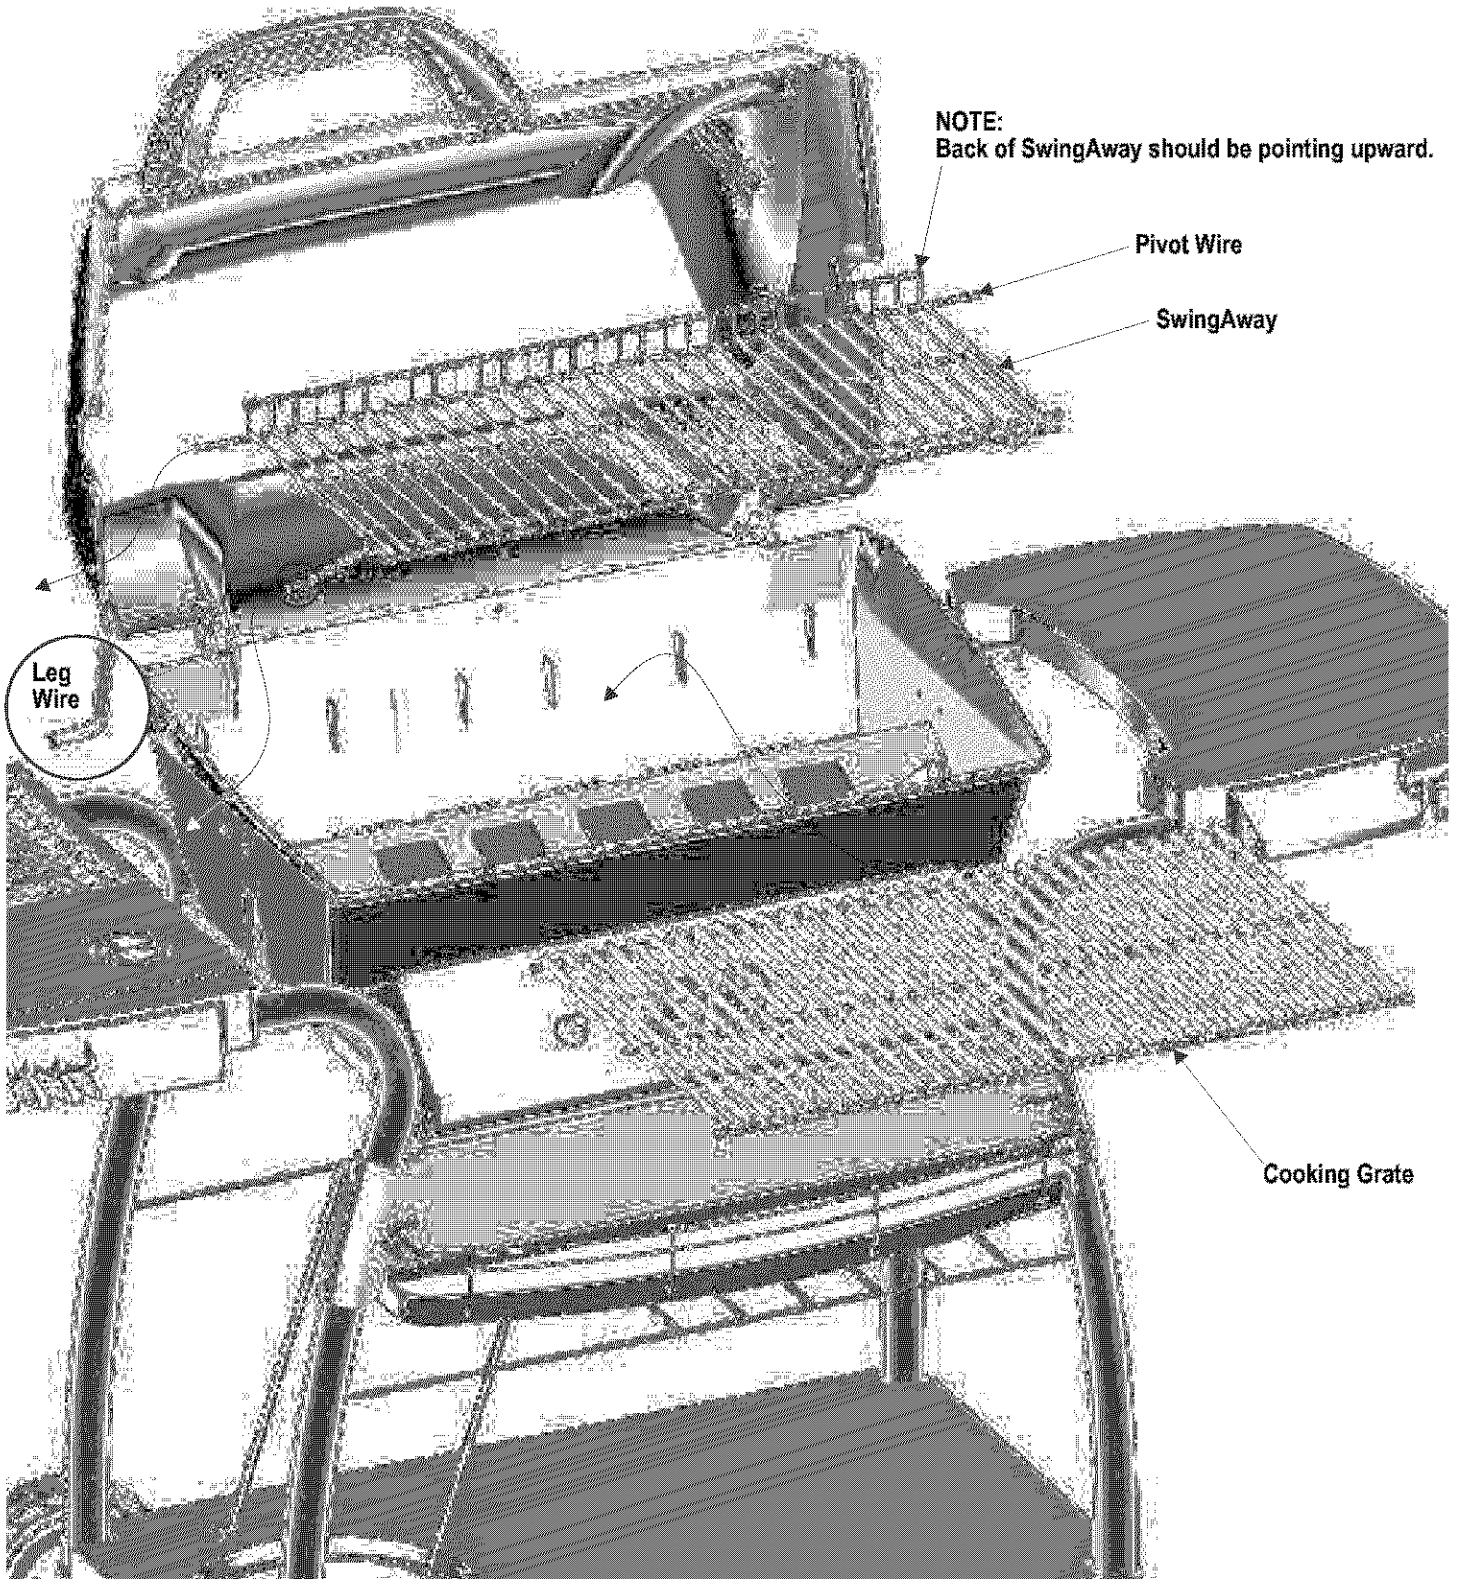 NOTE:
Back of SwingAway should be pointing upward.
Pivot Wire
SwingAway
Leg
Wire
Cooking Grate